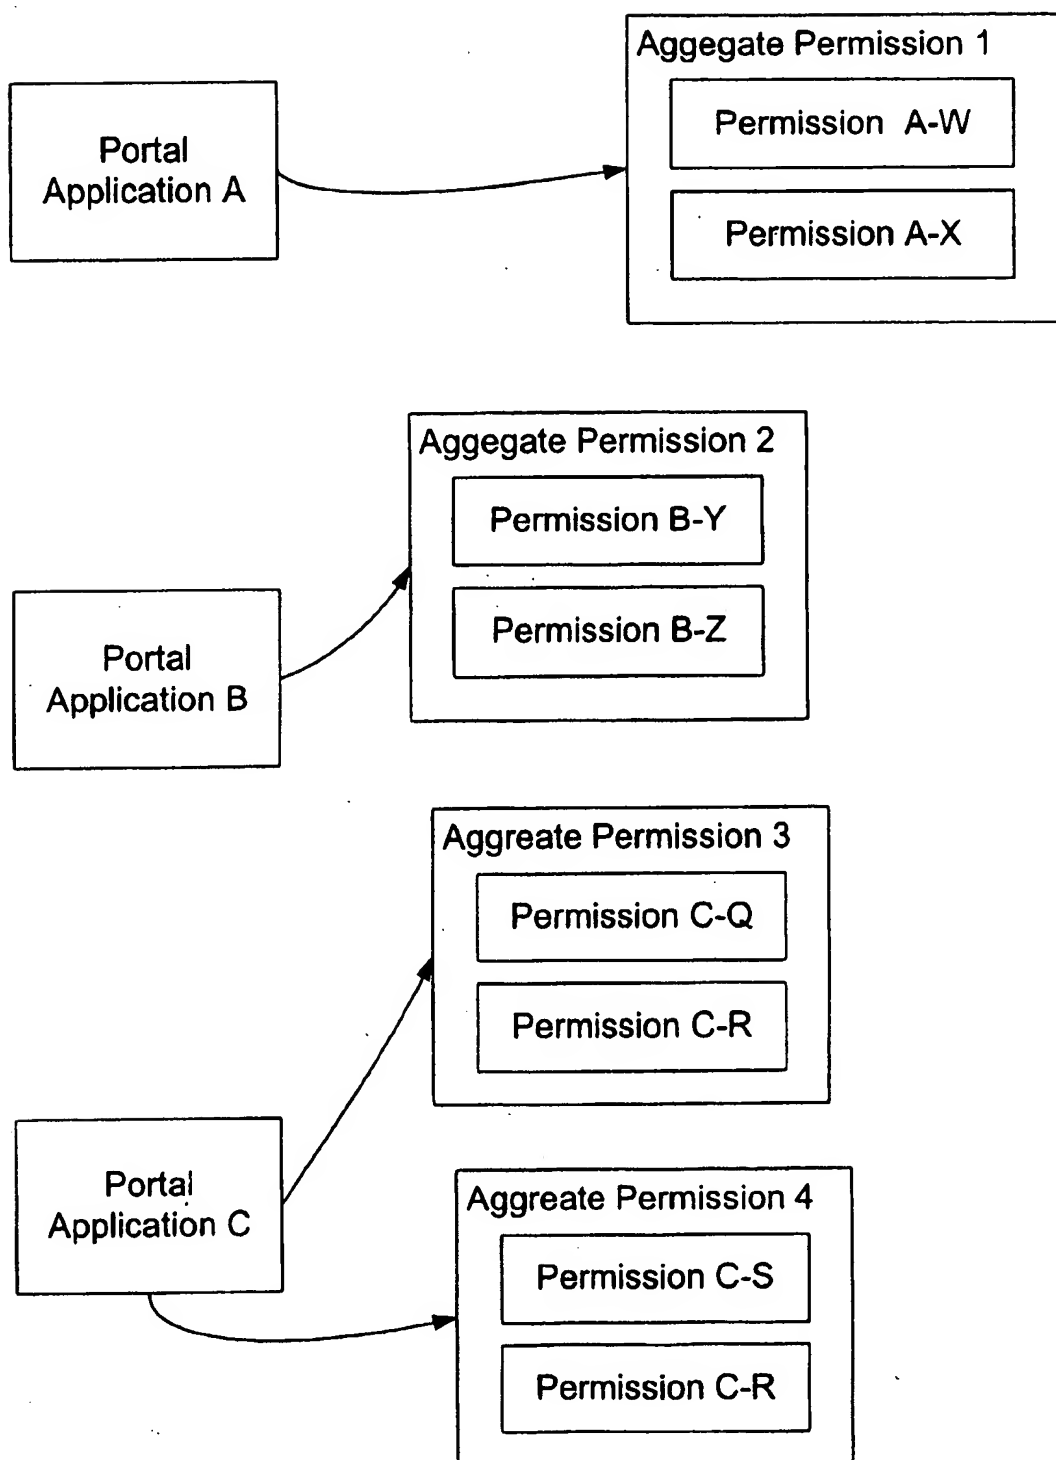 Aggegate Permission 1
Permission A-W
Permission A-X
Portal
Application A
Aggegate Permission 2
Permission B-Y
Permission B-Z
Portal
Application B
Aggreate Permission 3
Permission C-Q
Permission C-R
Portal
Application C
Aggreate Permission 4
Permission C-S
Permission C-R